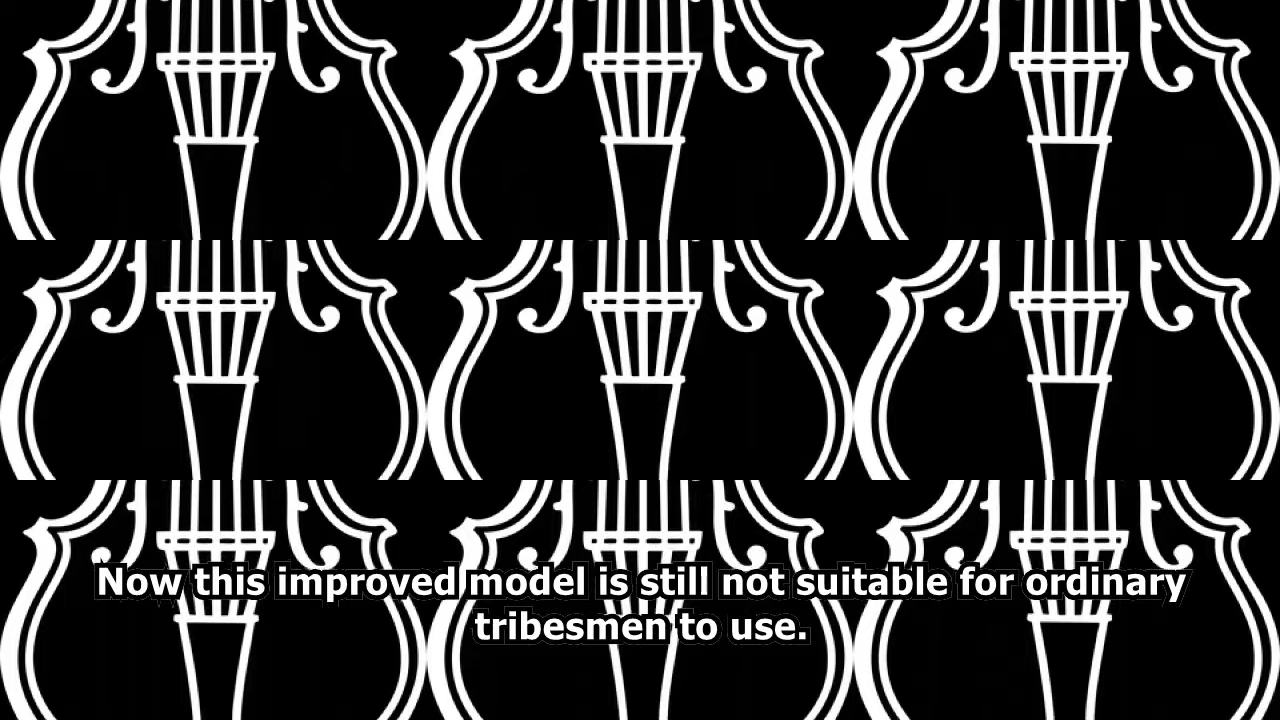 Now this improved model is still not suitable for ordinary
tribesmen to use.